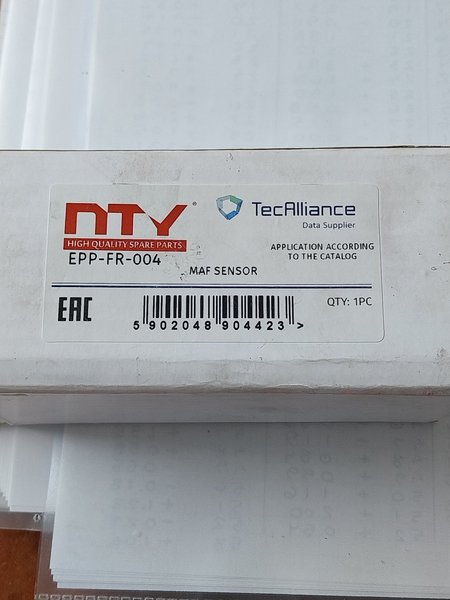 NTY ®
HIGH QUALITY SPARE PARTS
TecAlliance
Data Supplier
EPP-FR-004
MAF SENSOR
APPLICATION ACCORDING
TO THE CATALOG
EAC
QTY: 1PC
5 902048 904423 >